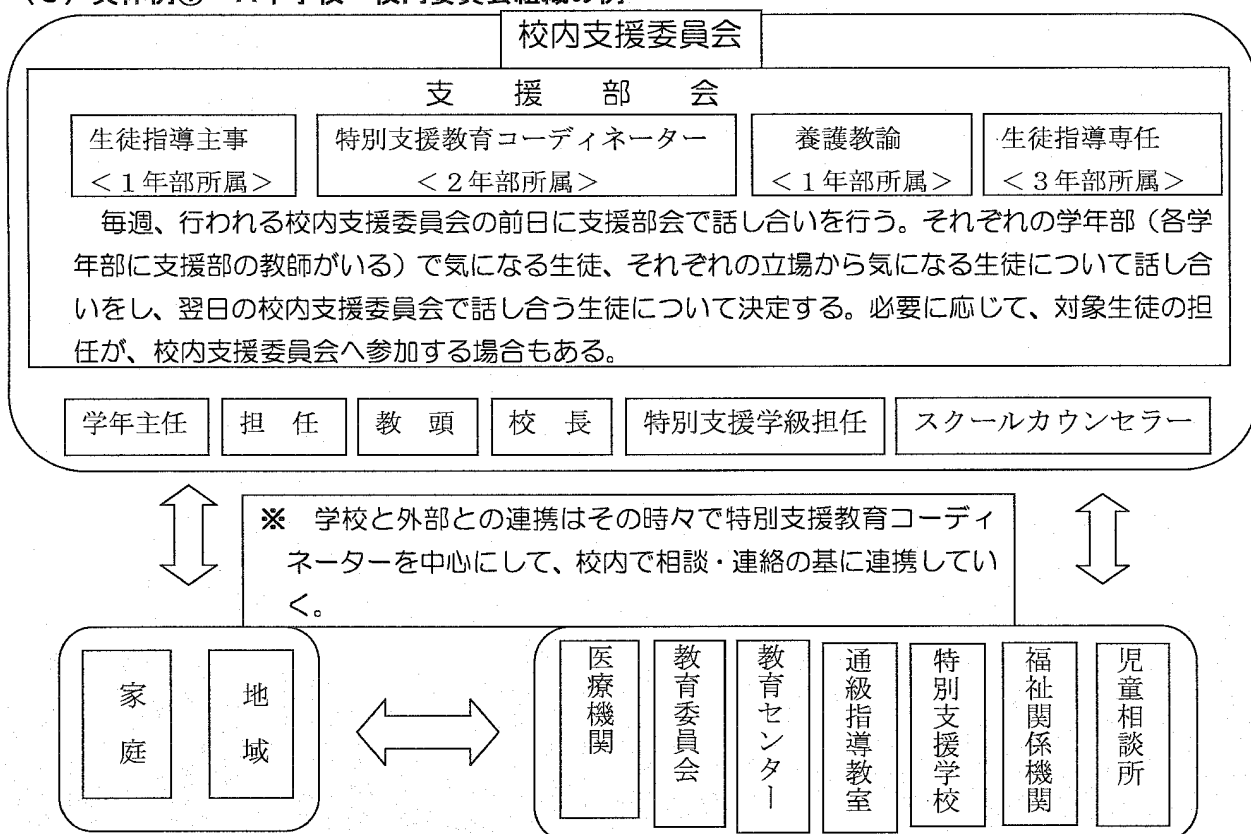 校内支援委員会
支援部会
生徒指導主事
<1年部所属>
特別支援教育コーディネーター
<2年部所属>
養護教諭
<1年部所属>
生徒指導専任
<3年部所属>
毎週、行われる校内支援委員会の前日に支援部会で話し合いを行う。それぞれの学年部（各学
年部に支援部の教師がいる）で気になる生徒、それぞれの立場から気になる生徒について話し合
いをし、翌日の校内支援委員会で話し合う生徒について決定する。必要に応じて、対象生徒の担
任が、校内支援委員会へ参加する場合もある。
学年主任
担任
教頭
校長
特別支援学級担任
スクールカウンセラー
※ 学校と外部との連携はその時々で特別支援教育コーディ
ネーターを中心にして、校内で相談・連絡の基に連携してい
く。
家庭
地域
医療機関
教育委員会
教育センター
通級指導教室
特別支援学校
福祉関係機関
児童相談所